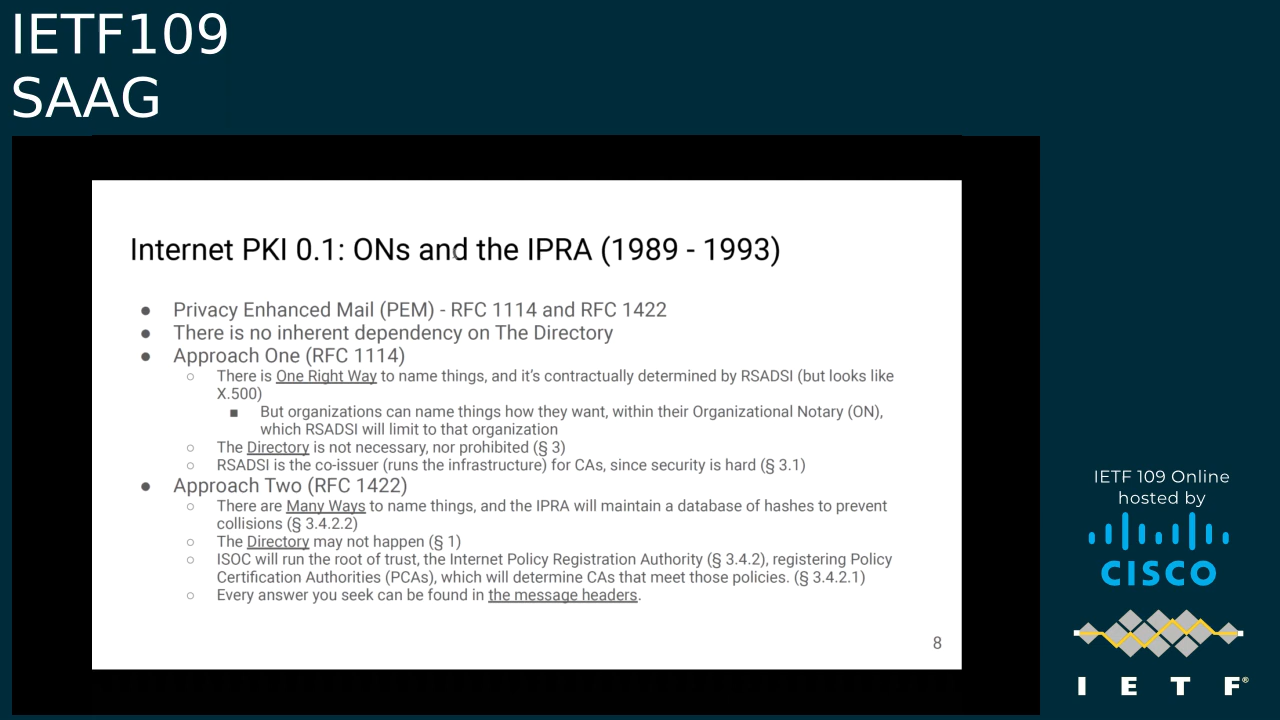 IETF109
SAAG
Internet PKI 0.1: ONs and the IPRA (1989 - 1993)
● Privacy Enhanced Mail (PEM) - RFC 1114 and RFC 1422
● There is no inherent dependency on The Directory
● Approach One (RFC 1114)
○ There is One Right Way to name things, and it's contractually determined by RSADSI (but looks like
X.500)
■ But organizations can name things how they want, within their Organizational Notary (ON),
which RSADSI will limit to that organization
○ The Directory is not necessary, nor prohibited (§ 3)
○ RSADSI is the co-issuer (runs the infrastructure) for CAs, since security is hard (§ 3.1)
● Approach Two (RFC 1422)
○ There are Many Ways to name things, and the IPRA will maintain a database of hashes to prevent
collisions (§ 3.4.2.2)
○ The Directory may not happen (§ 1)
○ ISOC will run the root of trust, the Internet Policy Registration Authority (§ 3.4.2), registering Policy
Certification Authorities (PCAs), which will determine CAs that meet those policies. (§ 3.4.2.1)
○ Every answer you seek can be found in the message headers.
8
IETF 109 Online
hosted by
CISCO
I E T F®